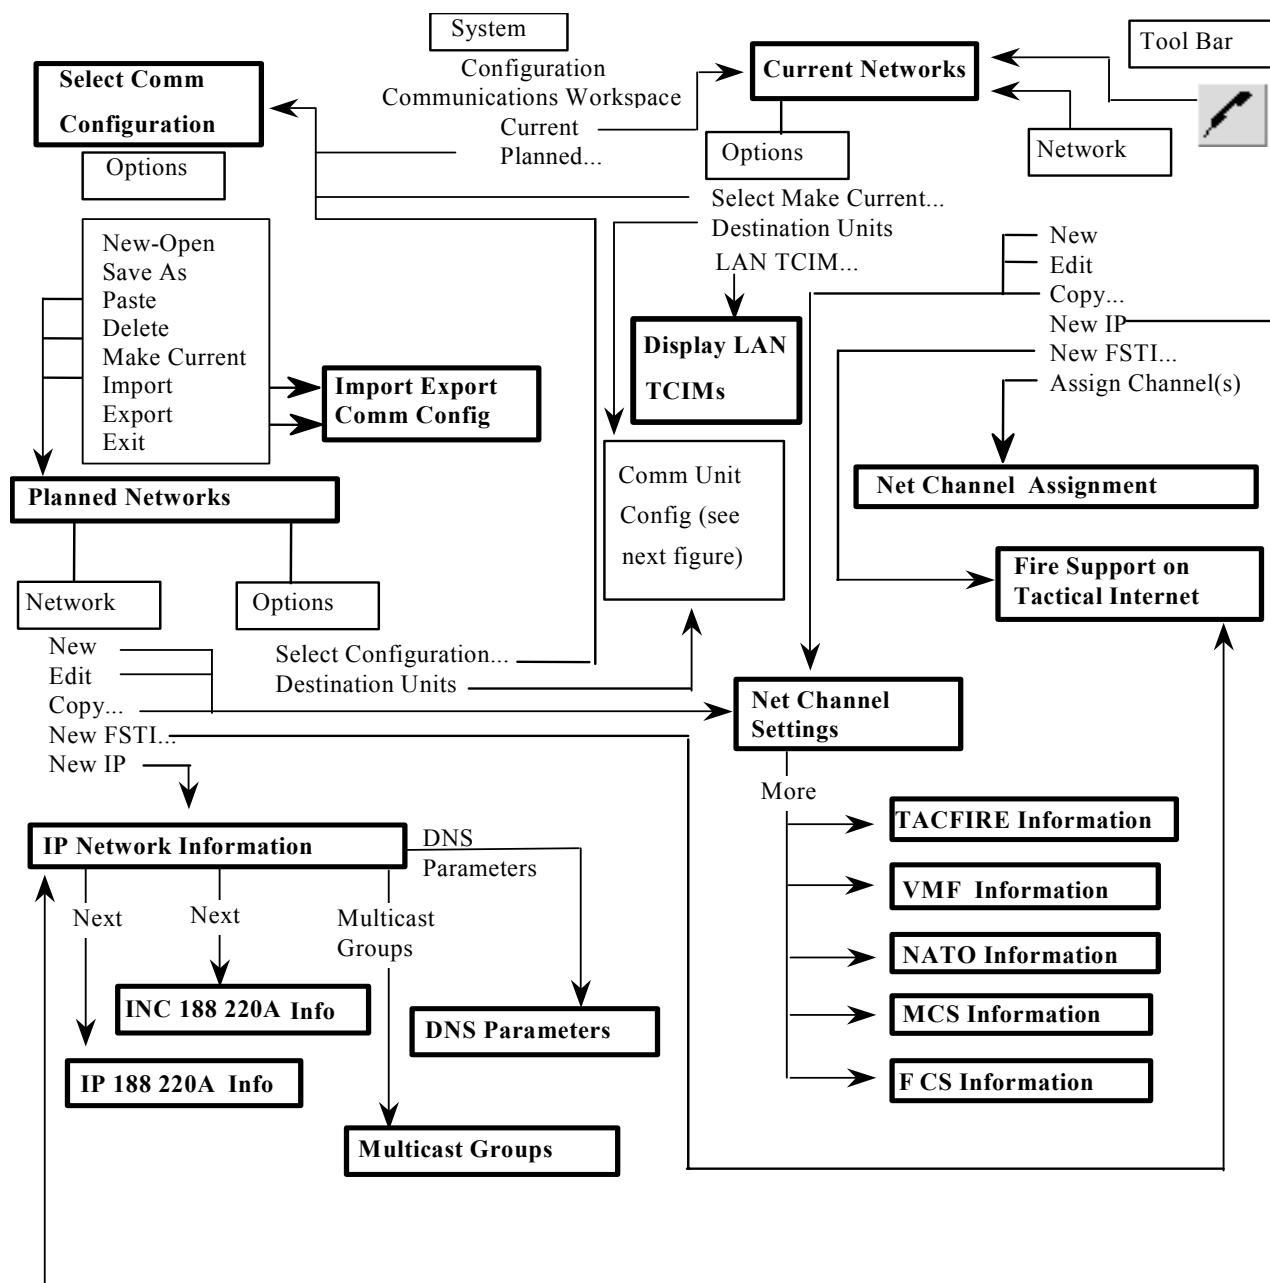 System
Configuration
Communications Workspace
Current
Planned...
Select Comm
Configuration
Options
New-Open
Save As
Paste
Delete
Make Current
Import
Export
Exit
Import Export
Comm Config
Current Networks
Tool Bar
Options
Network
Select Make Current...
Destination Units
LAN TCIM...
Display LAN
TCIMs
New
Edit
Copy...
New IP
New FSTI...
Assign Channel(s)
Net Channel Assignment
Comm Unit
Config (see
next figure)
Fire Support on
Tactical Internet
Planned Networks
Network
Options
New
Edit
Copy...
New FSTI...
New IP
Select Configuration...
Destination Units
Net Channel
Settings
More
TACFIRE Information
VMF Information
NATO Information
MCS Information
F CS Information
IP Network Information
DNS
Parameters
Next
Next
Multicast
Groups
INC 188 220A Info
IP 188 220A Info
DNS Parameters
Multicast Groups